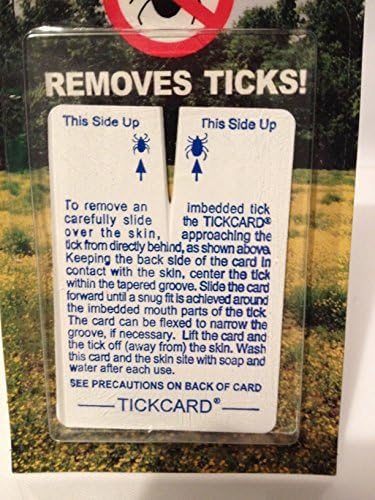 REMOVES TICKS!
This Side Up This Side Up
To remove an imbedded tick
carefully slide the TICKCARD®
over the skin, approaching the
tick from directly behind, as shown above.
Keeping the back side of the card in
contact with the skin, center the tick
within the tapered groove. Slide the card
forward until a snug fit is achieved around
the imbedded mouth parts of the tick.
The card can be flexed to narrow the
groove, if necessary. Lift the card and
the tick off (away from) the skin. Wash
this card and the skin site with soap and
water after each use.
SEE PRECAUTIONS ON BACK OF CARD
TICKCARD®